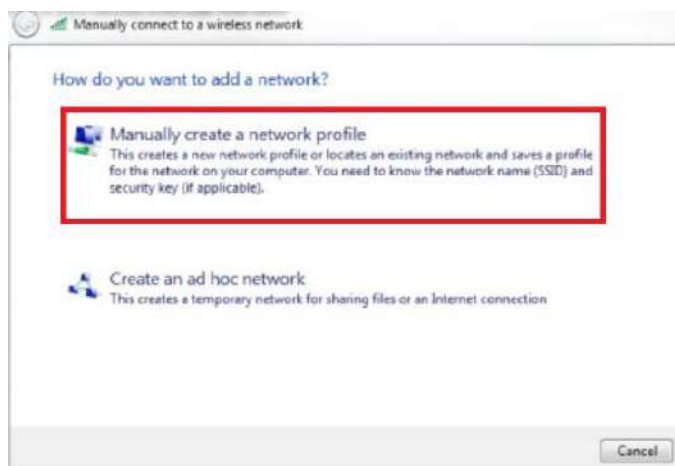 Manually connect to a wireless network
How do you want to add a network?
Manually create a network profile
This creates a new network profile or locates an existing network and saves a profile
for the network on your computer. You need to know the network name (SSID) and
security key (if applicable).
Create an ad hoc network
This creates a temporary network for sharing files or an Internet connection
Cancel